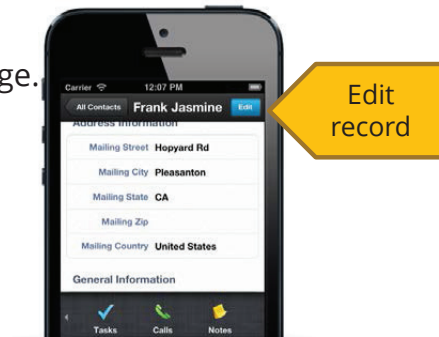 ge.
Carrier 12:07 PM
All Contacts Frank Jasmine Edit
Address Information
Mailing Street Hopyard Rd
Mailing City Pleasanton
Mailing State CA
Mailing Zip
Mailing Country United States
General Information
Tasks Calls Notes
Edit
record